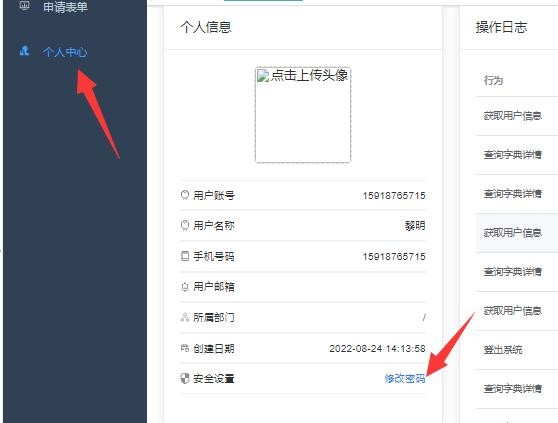 申请表单
个人中心
个人信息
点击上传头像
用户账号 15918765715
用户名称 黎明
手机号码 15918765715
用户邮箱
所属部门 /
创建日期 2022-08-24 14:13:58
安全设置 修改密码
操作日志
行为
获取用户信息
查询字典详情
查询字典详情
获取用户信息
查询字典详情
获取用户信息
登出系统
查询字典详情